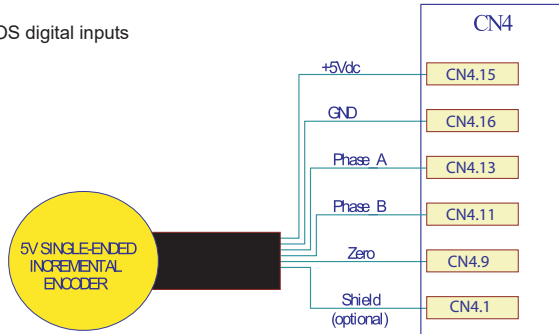 OS digital inputs
CN4
+5Vdc
CN4.15
GND
CN4.16
Phase_A
CN4.13
Phase_B
CN4.11
5V SINGLE-ENDED
INCREMENTAL
ENCODER
Zero
CN4.9
Shield
(optional)
CN4.1